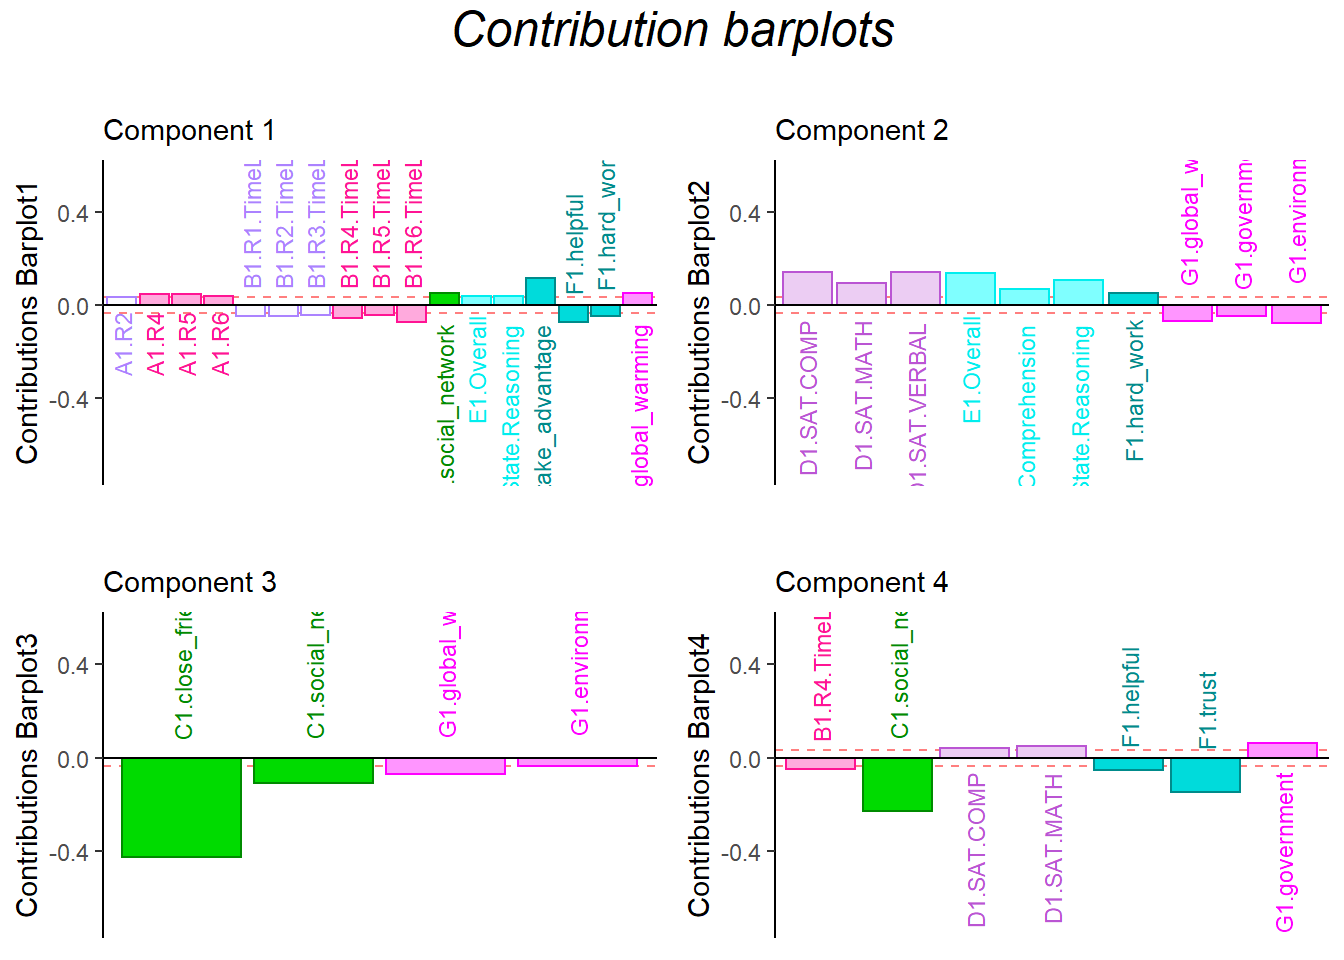 Contribution barplots
Component 1
Contributions Barplot1
0.4
0.0
-0.4
A1.R2
A1.R4
A1.R5
A1.R6
B1.R1.TimeL
B1.R2.TimeL
B1.R3.TimeL
B1.R4.TimeL
B1.R5.TimeL
B1.R6.TimeL
.social_network
E1.Overall
State.Reasoning
ake_advantage
F1.helpful
F1.hard_wor
global_warming
Component 2
Contributions Barplot2
0.4
0.0
-0.4
D1.SAT.COMP
D1.SAT.MATH
D1.SAT.VERBAL
E1.Overall
Comprehension
State.Reasoning
F1.hard_work
G1.global_w
G1.governm
G1.environn
Component 3
Contributions Barplot3
0.4
0.0
-0.4
C1.close_frie
C1.social_ne
G1.global_w
G1.environn
Component 4
Contributions Barplot4
0.4
0.0
-0.4
B1.R4.TimeL
C1.social_ne
D1.SAT.COMP
D1.SAT.MATH
F1.helpful
F1.trust
G1.government